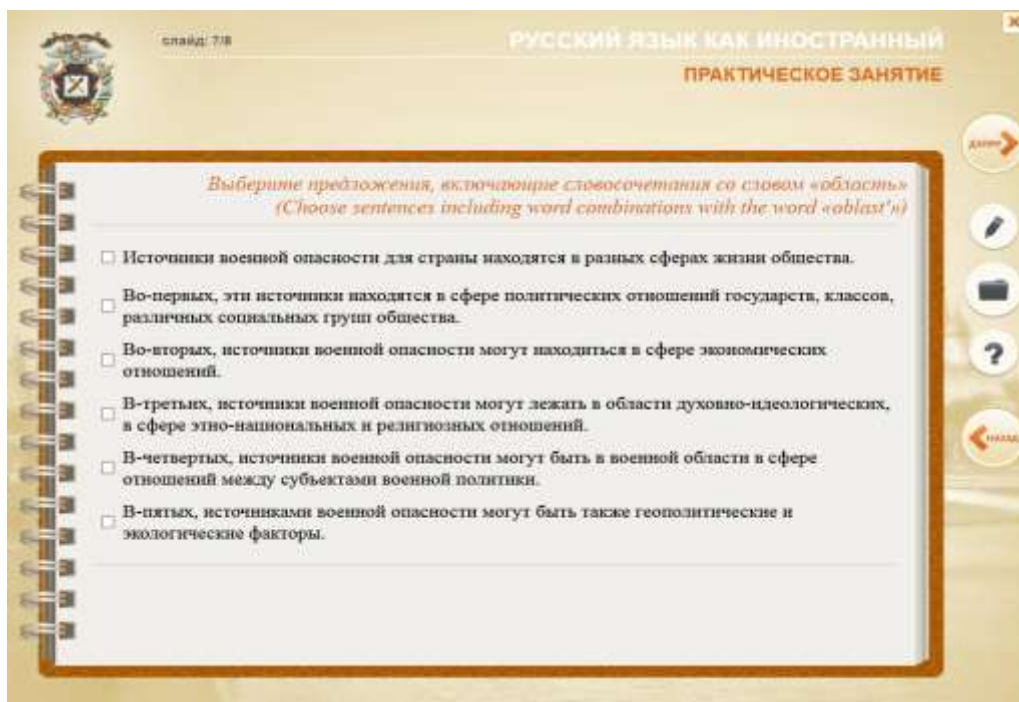 слайд: 7/8
РУССКИЙ ЯЗЫК КАК ИНОСТРАННЫЙ
ПРАКТИЧЕСКОЕ ЗАНЯТИЕ
Выберите предложения, включающие словосочетания со словом «область»
(Choose sentences including word combinations with the word «oblast'»)
Источники военной опасности для страны находятся в разных сферах жизни общества.
Во-первых, эти источники находятся в сфере политических отношений государств, классов,
различных социальных групп общества.
Во-вторых, источники военной опасности могут находиться в сфере экономических
отношений.
В-третьих, источники военной опасности могут лежать в области духовно-идеологических,
в сфере этно-национальных и религиозных отношений.
В-четвертых, источники военной опасности могут быть в военной области в сфере
отношений между субъектами военной политики.
В-пятых, источниками военной опасности могут быть также геополитические и
экологические факторы.
далее
?
назад